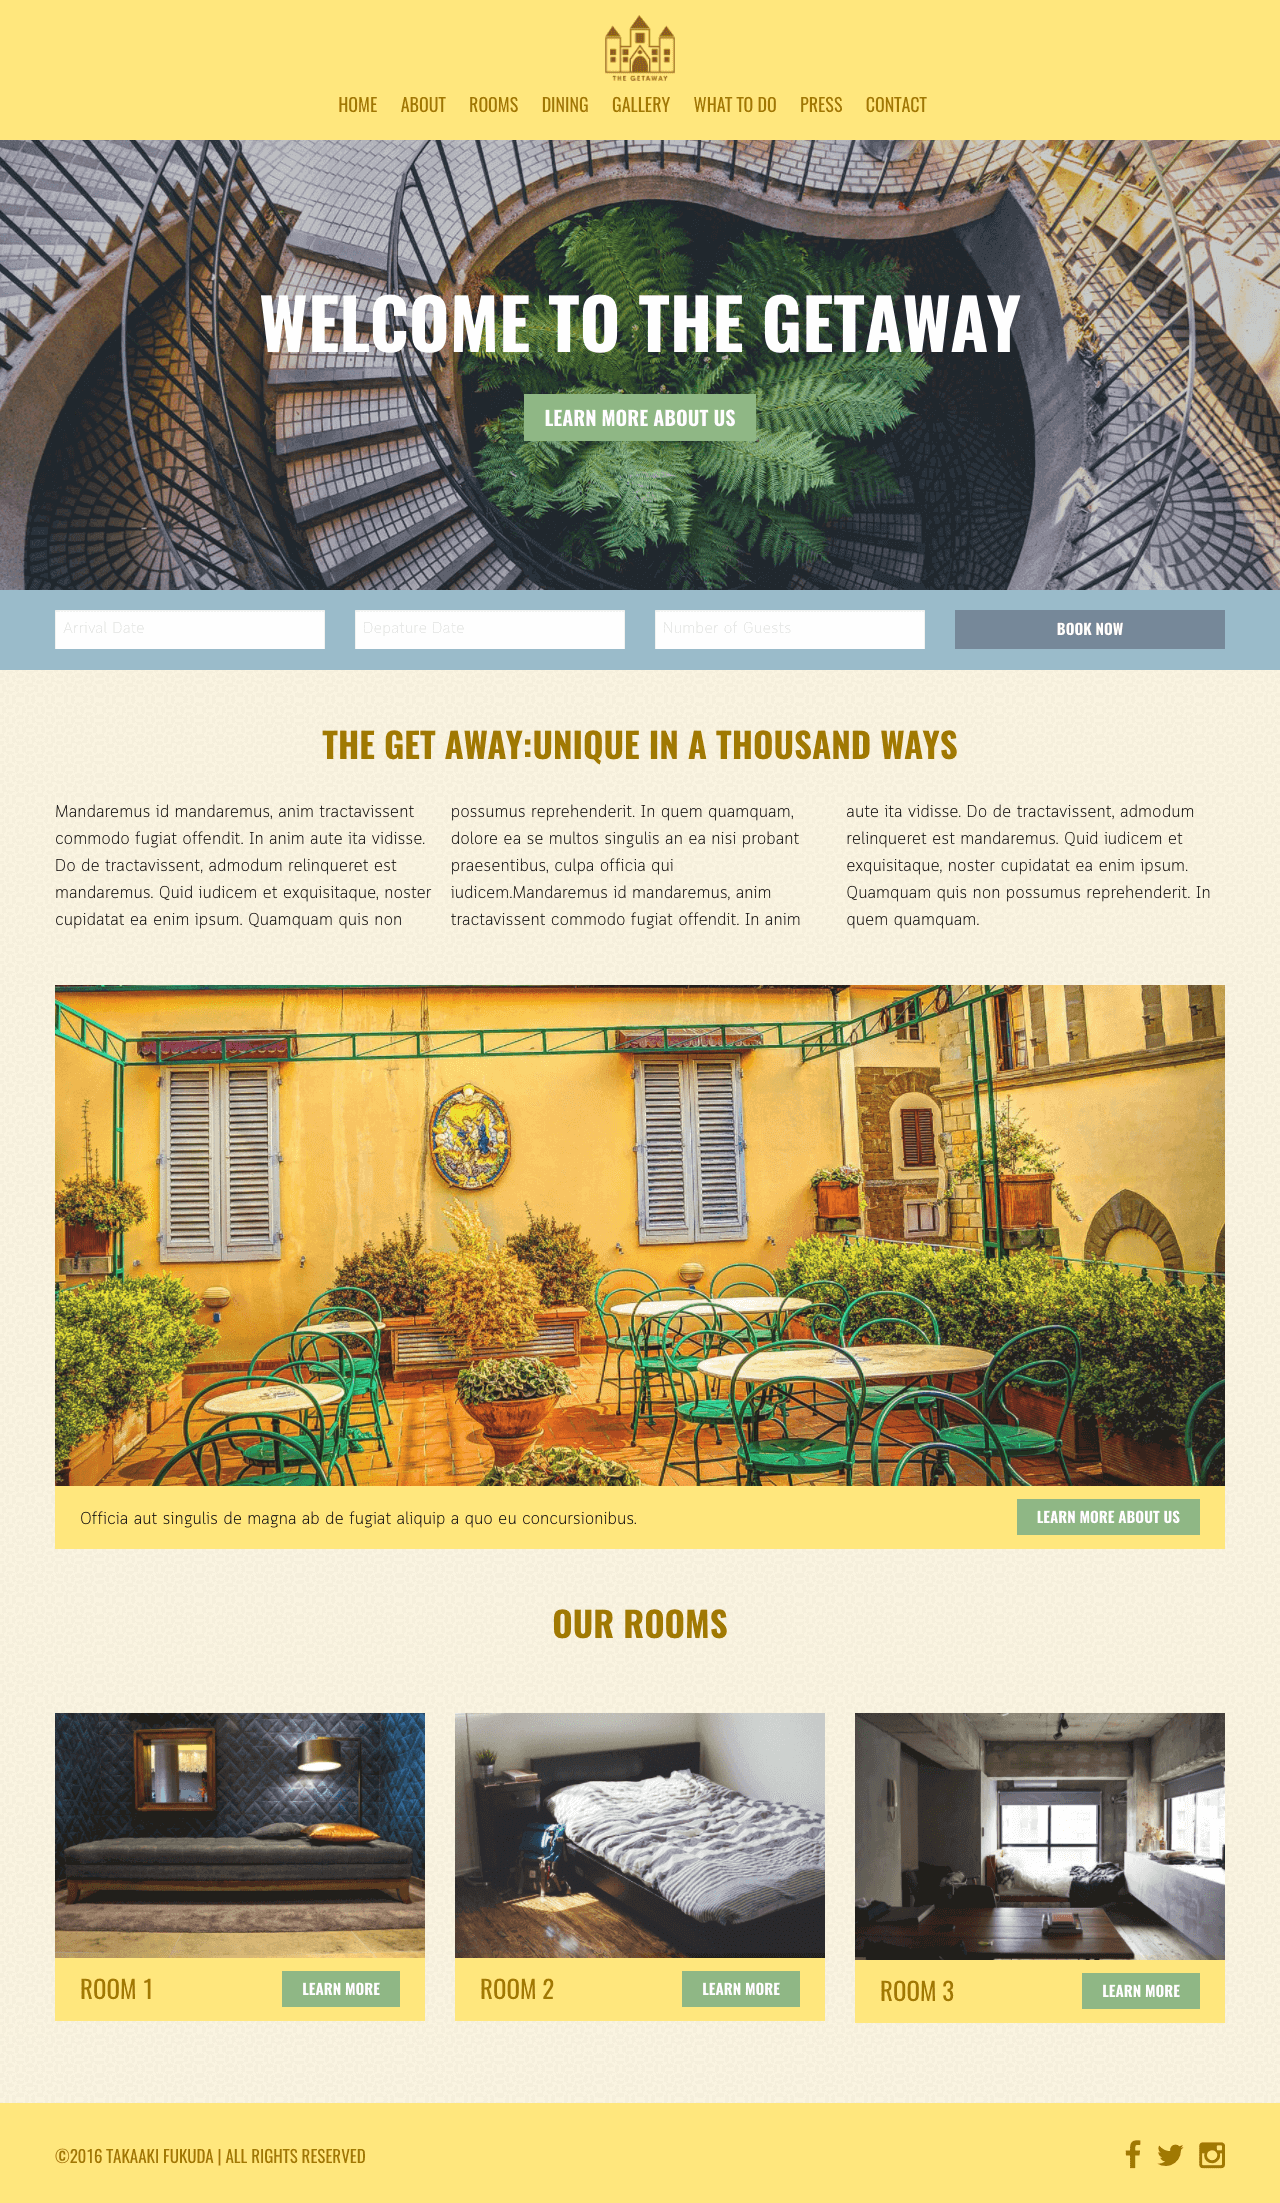 THE GETAWAY
HOME ABOUT ROOMS DINING GALLERY WHAT TO DO PRESS CONTACT
WELCOME TO THE GETAWAY
LEARN MORE ABOUT US
Arrival Date
Depature Date
Number of Guests
BOOK NOW
THE GET AWAY:UNIQUE IN A THOUSAND WAYS
Mandaremus id mandaremus, anim tractavissent
commodo fugiat offendit. In anim aute ita vidisse.
Do de tractavissent, admodum relinqueret est
mandaremus. Quid iudicem et exquisitaque, noster
cupidatat ea enim ipsum. Quamquam quis non
possumus reprehenderit. In quem quamquam,
dolore ea se multos singulis an ea nisi probant
praesentibus, culpa officia qui
iudicem.Mandaremus id mandaremus, anim
tractavissent commodo fugiat offendit. In anim
aute ita vidisse. Do de tractavissent, admodum
relinqueret est mandaremus. Quid iudicem et
exquisitaque, noster cupidatat ea enim ipsum.
Quamquam quis non possumus reprehenderit. In
quem quamquam.
Officia aut singulis de magna ab de fugiat aliquip a quo eu concursionibus.
LEARN MORE ABOUT US
OUR ROOMS
ROOM 1
LEARN MORE
ROOM 2
LEARN MORE
ROOM 3
LEARN MORE
©2016 TAKAAKI FUKUDA | ALL RIGHTS RESERVED